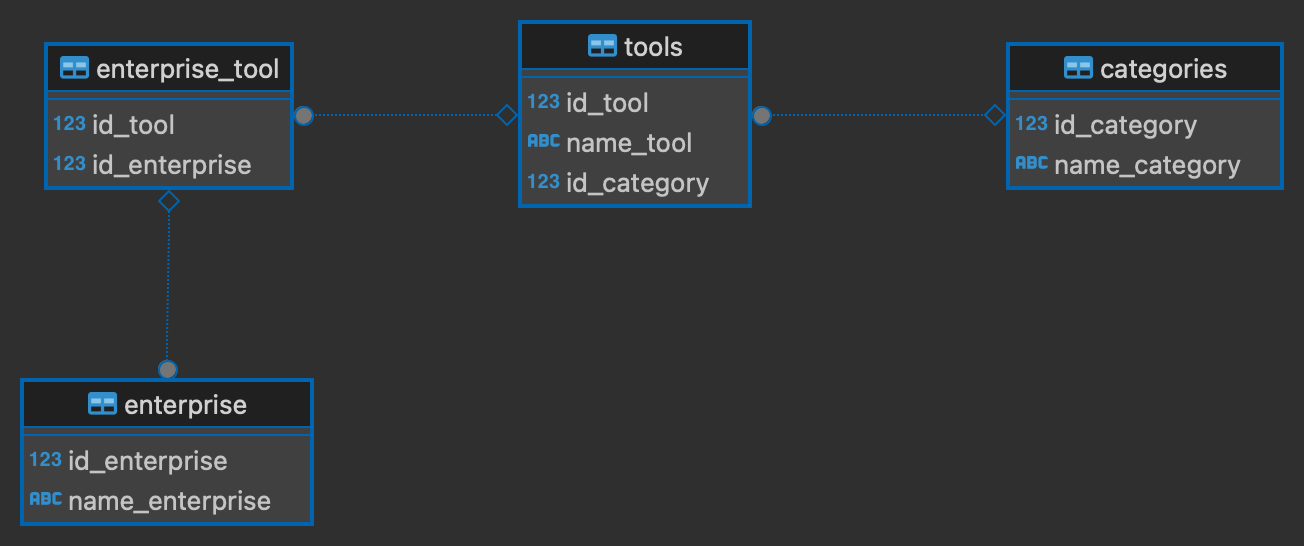 enterprise_tool
123 id_tool
123 id_enterprise
tools
123 id_tool
ABC name_tool
123 id_category
categories
123 id_category
ABC name_category
enterprise
123 id_enterprise
ABC name_enterprise